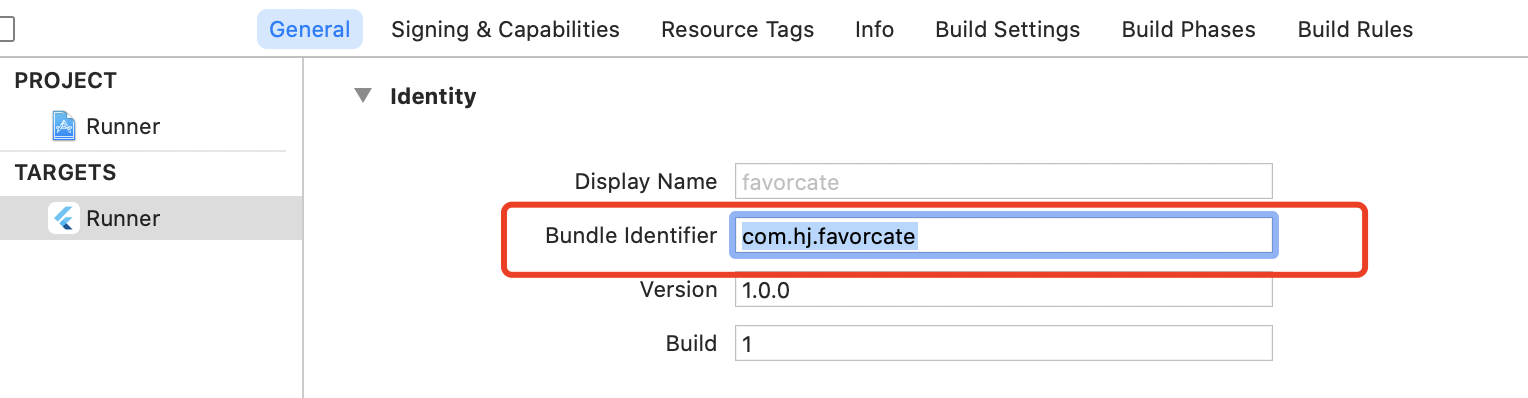 General Signing & Capabilities Resource Tags Info Build Settings Build Phases Build Rules
PROJECT
Runner
TARGETS
Runner
Identity
Display Name favorcate
Bundle Identifier com.hj.favorcate
Version 1.0.0
Build 1